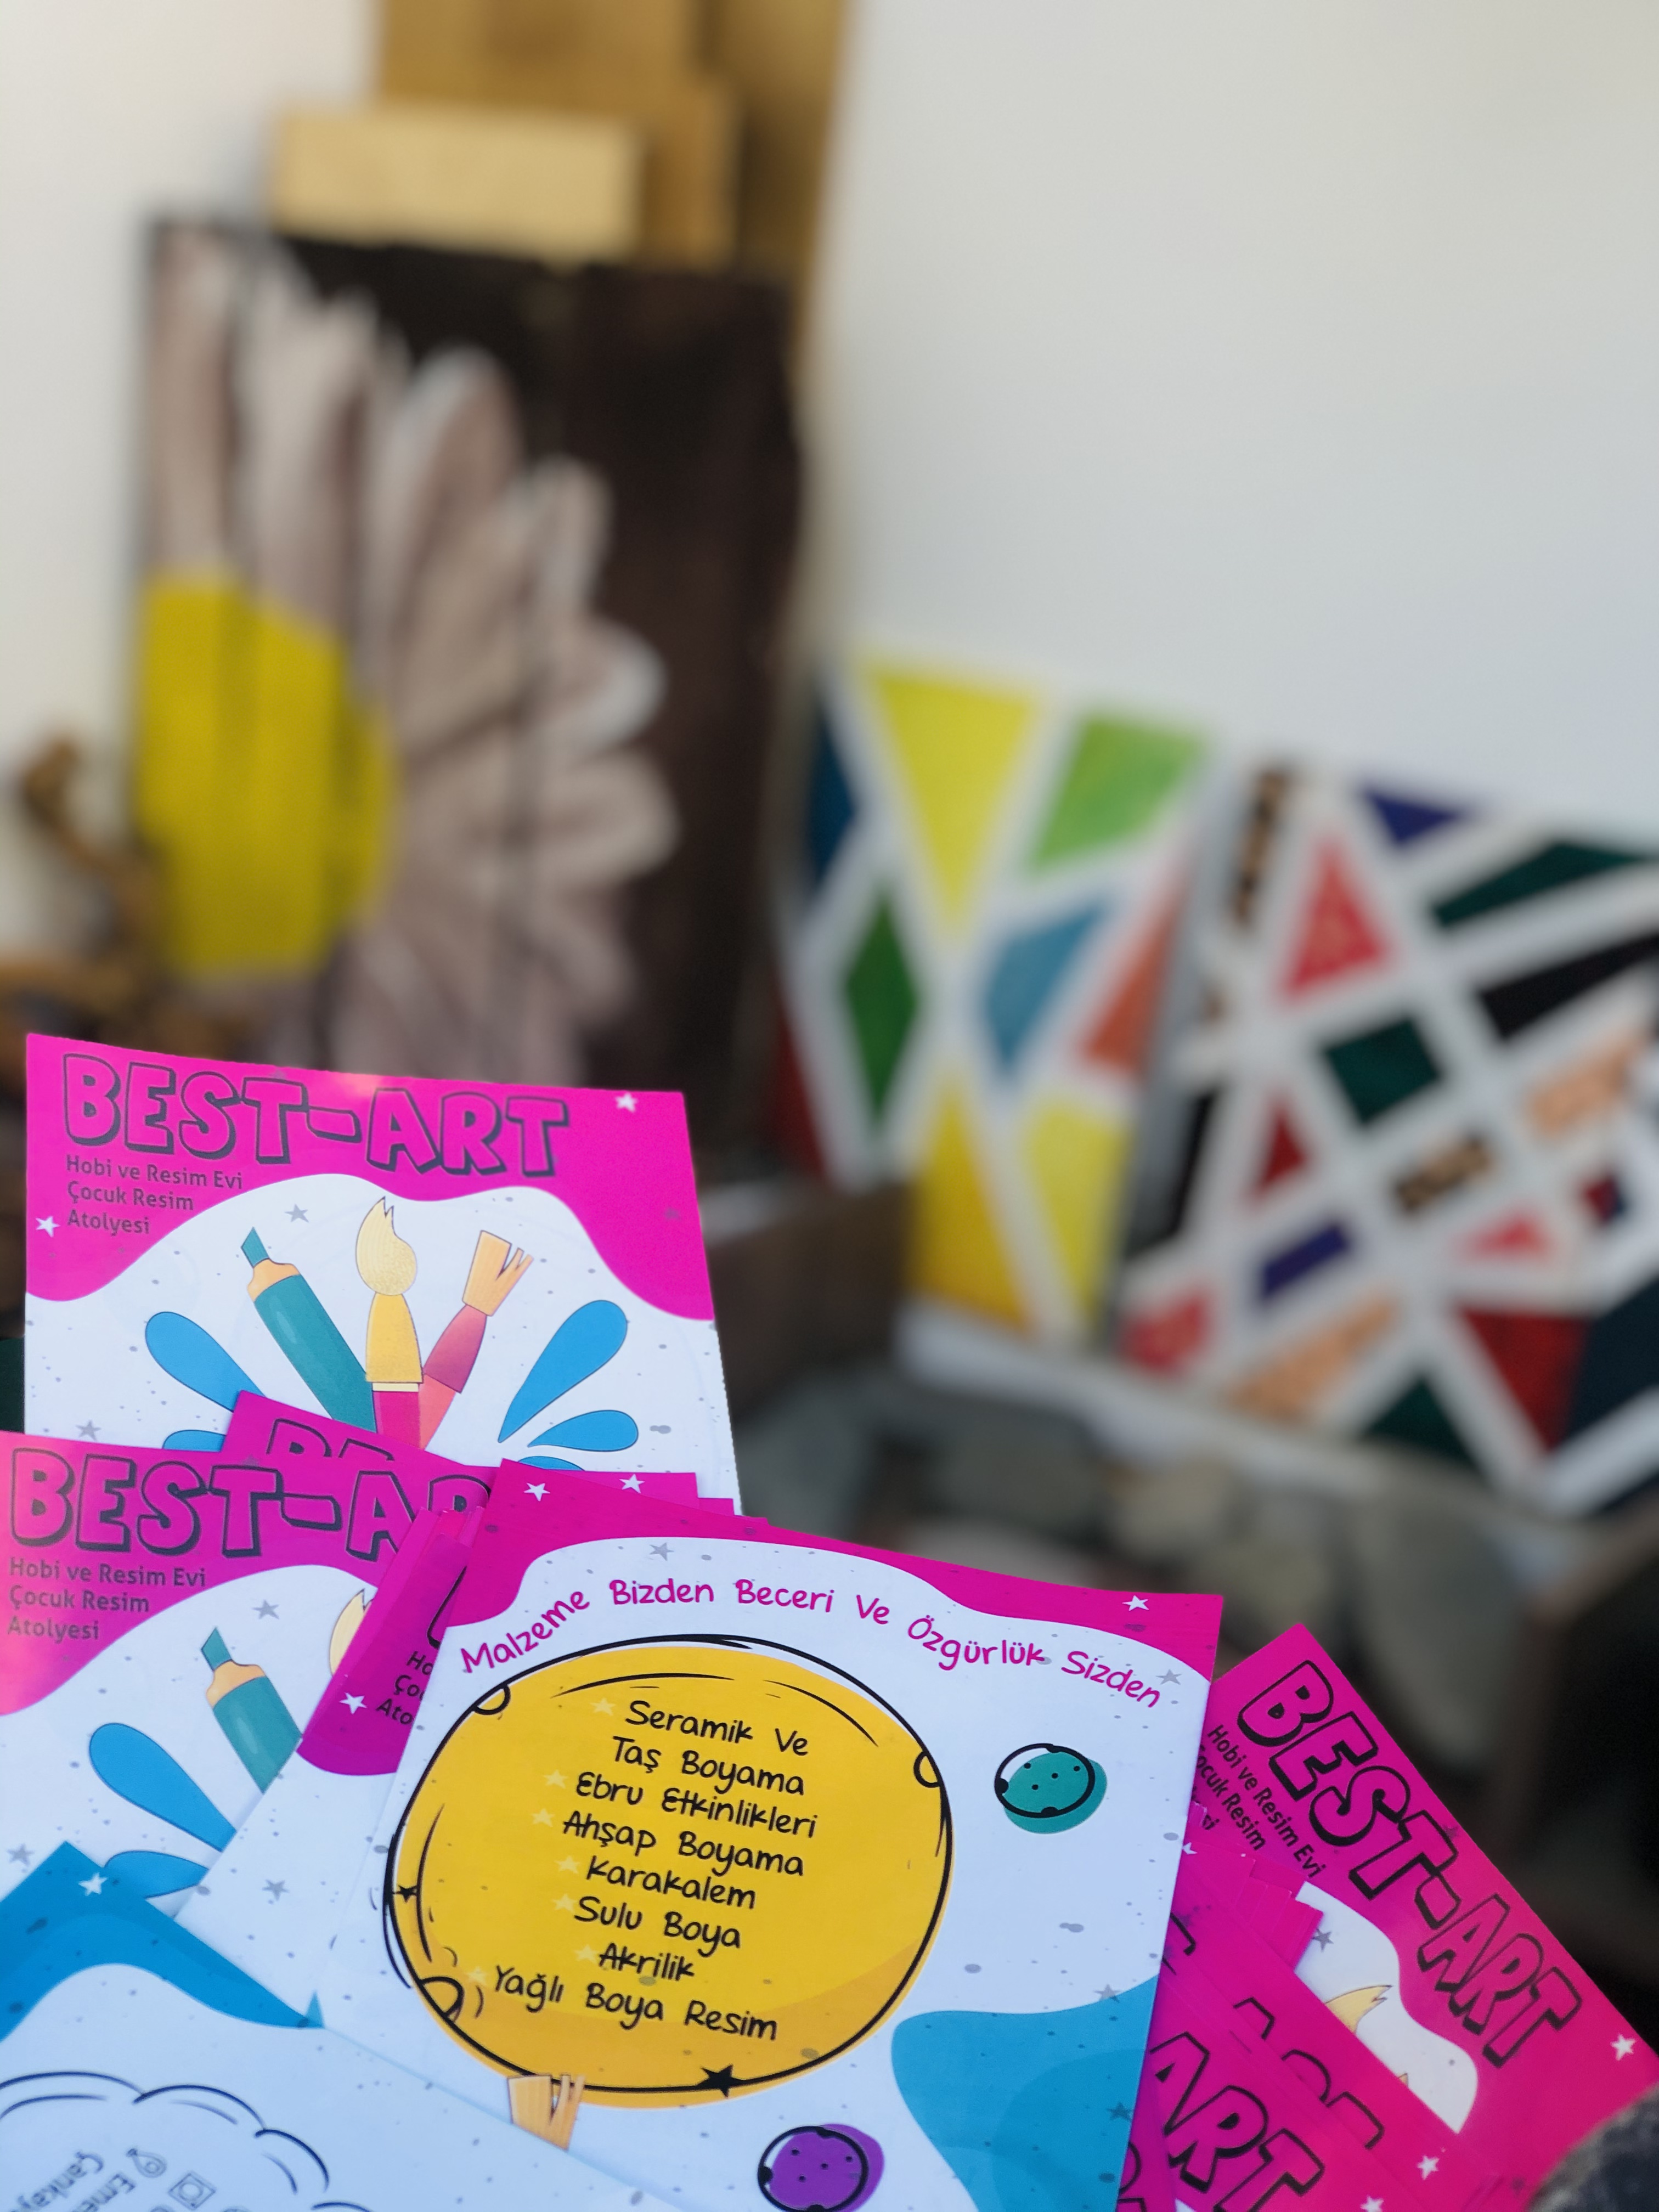 BEST-ART
Hobi ve Resim Evi
Çocuk Resim
Atolyesi
BEST-A
Hobi ve Resim Evi
Çocuk Resim
Atolyesi
Malzeme Bizden Beceri Ve Özgürlük Sizden
Seramik Ve
Taş Boyama
Ebru Etkinlikleri
Ahşap Boyama
Karakalem
Sulu Boya
Akrilik
Yağlı Boya Resim
BEST-ART
Hobi ve Resim Evi
ocuk Resim
ART